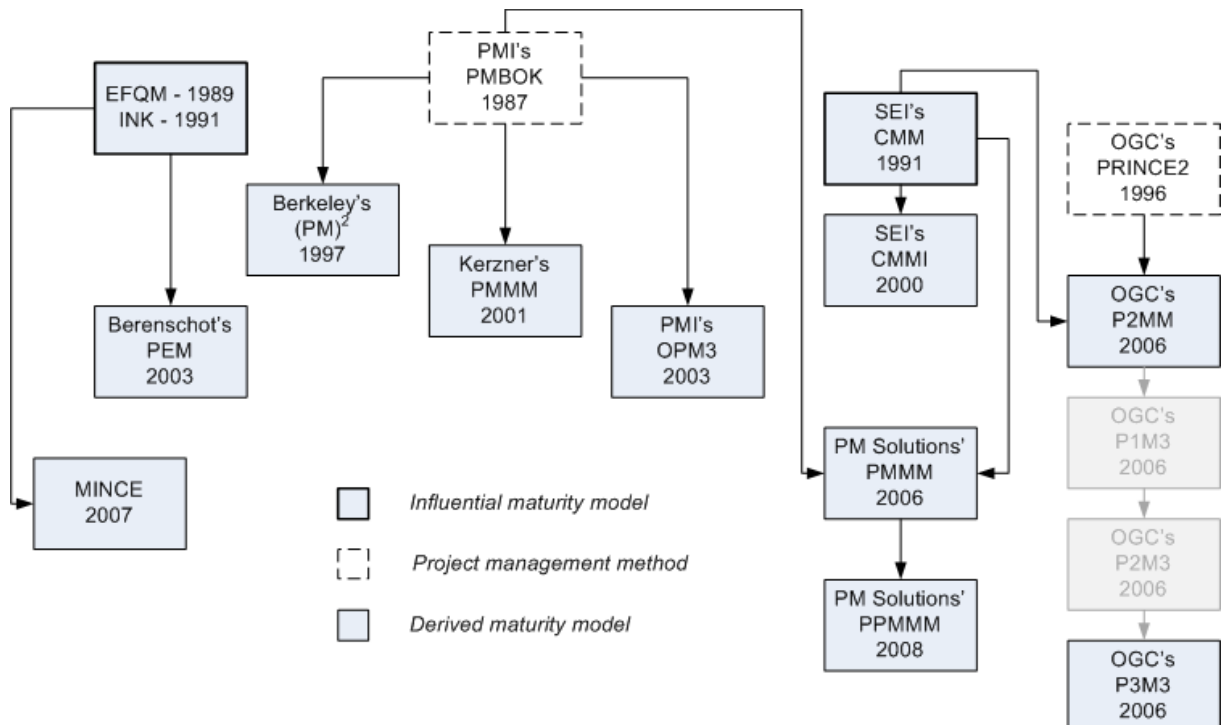 PMI's
PMBOK
1987
EFQM - 1989
INK - 1991
SEI's
CMM
1991
OGC's
PRINCE2
1996
Berkeley's
(PM)²
1997
Kerzner's
PMMM
2001
SEI's
CMMI
2000
OGC's
P2MM
2006
Berenschot's
PEM
2003
PMI's
OPM3
2003
OGC's
P1M3
2006
PM Solutions'
PMMM
2006
MINCE
2007
Influential maturity model
Project management method
Derived maturity model
OGC's
P2M3
2006
PM Solutions'
PPMMM
2008
OGC's
P3M3
2006